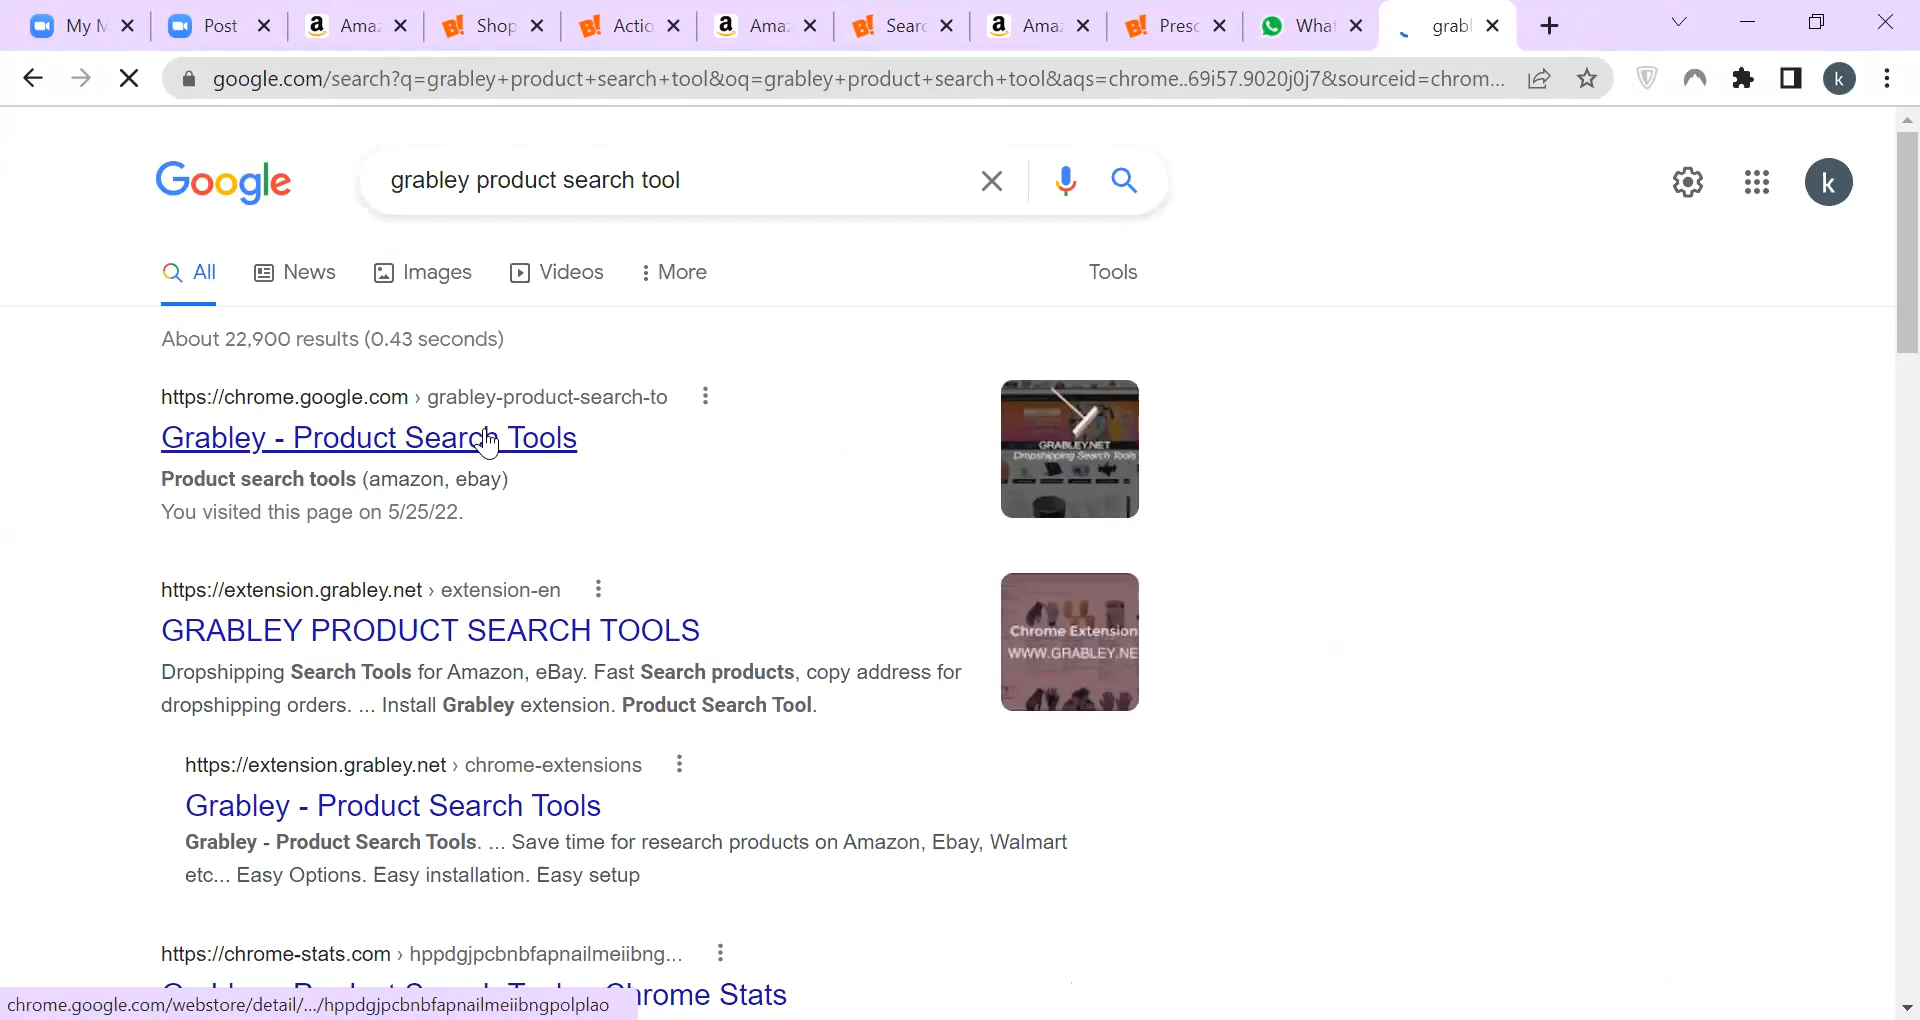 My M
Post
Ama
Shop
Actio
Ama
Searc
Ama
Presc
What
grabl
google.com/search?q=grabley+product+search+tool&oq=grabley+product+search+tool&aqs=chrome..69i57.9020j0j7&sourceid=chrom...
k
Google
grabley product search tool
k
All
News
Images
Videos
More
Tools
About 22,900 results (0.43 seconds)
https://chrome.google.com › grabley-product-search-to
Grabley - Product Search Tools
Product search tools (amazon, ebay)
You visited this page on 5/25/22.
GRABLEY.NET
Dropshipping Search Tools
https://extension.grabley.net › extension-en
GRABLEY PRODUCT SEARCH TOOLS
Dropshipping Search Tools for Amazon, eBay. Fast Search products, copy address for
dropshipping orders. ... Install Grabley extension. Product Search Tool.
Chrome Extension
WWW.GRABLEY.NE
https://extension.grabley.net › chrome-extensions
Grabley - Product Search Tools
Grabley - Product Search Tools. ... Save time for research products on Amazon, Ebay, Walmart
etc... Easy Options. Easy installation. Easy setup
https://chrome-stats.com › hppdgjpcbnbfapnailmeiibng...
Chrome Stats
chrome.google.com/webstore/detail/.../hppdgjpcbnbfapnailmeiibngpolplao